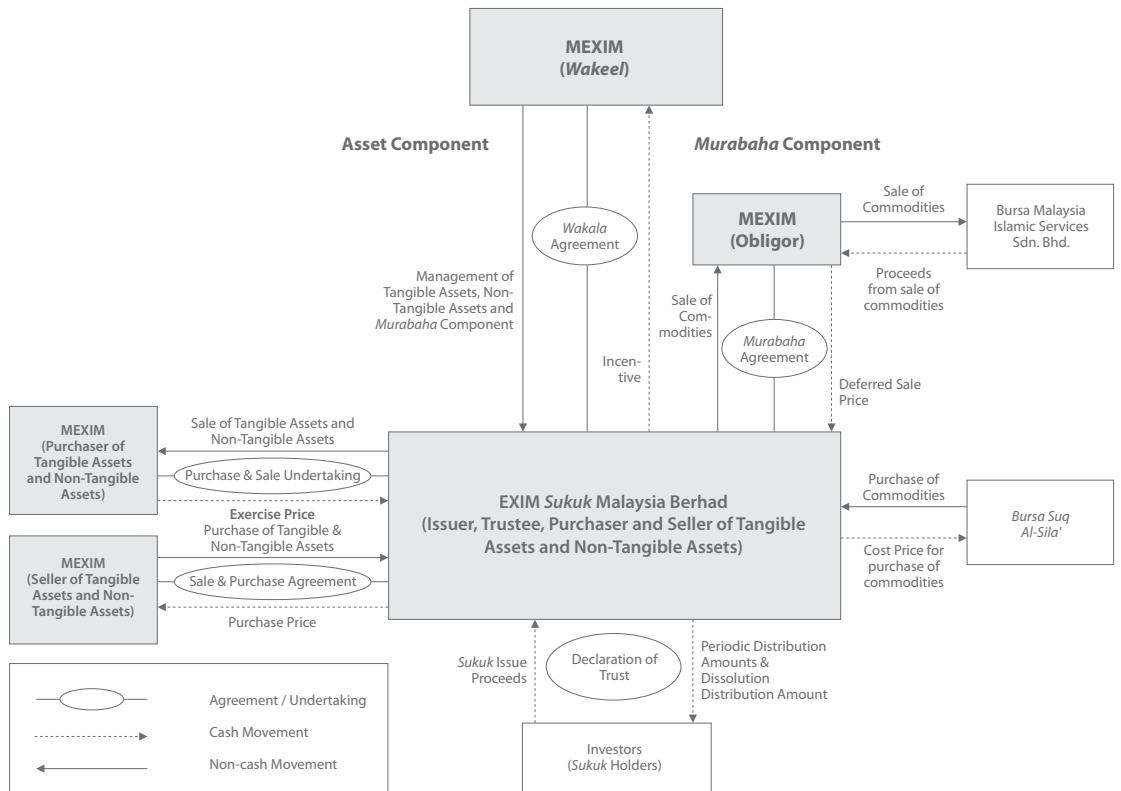 MEXIM
(Wakeel)
Asset Component
Murabaha Component
Wakala
Agreement
Management of
Tangible Assets, Non-
Tangible Assets and
Murabaha Component
Incen-
tive
MEXIM
(Obligor)
Sale of
Commodities
Proceeds
from sale of
commodities
Bursa Malaysia
Islamic Services
Sdn. Bhd.
Sale of
Com-
modities
Murabaha
Agreement
Deferred Sale
Price
MEXIM
(Purchaser of
Tangible Assets
and Non-Tangible
Assets)
Sale of Tangible Assets and
Non-Tangible Assets
Purchase & Sale Undertaking
Exercise Price
Purchase of Tangible &
Non-Tangible Assets
MEXIM
(Seller of Tangible
Assets and Non-
Tangible Assets)
Sale & Purchase Agreement
Purchase Price
EXIM Sukuk Malaysia Berhad
(Issuer, Trustee, Purchaser and Seller of Tangible
Assets and Non-Tangible Assets)
Purchase of
Commodities
Cost Price for
purchase of
commodities
Bursa Suq
Al-Sila'
Sukuk Issue
Proceeds
Declaration of
Trust
Periodic Distribution
Amounts &
Dissolution
Distribution Amount
Investors
(Sukuk Holders)
Agreement / Undertaking
Cash Movement
Non-cash Movement